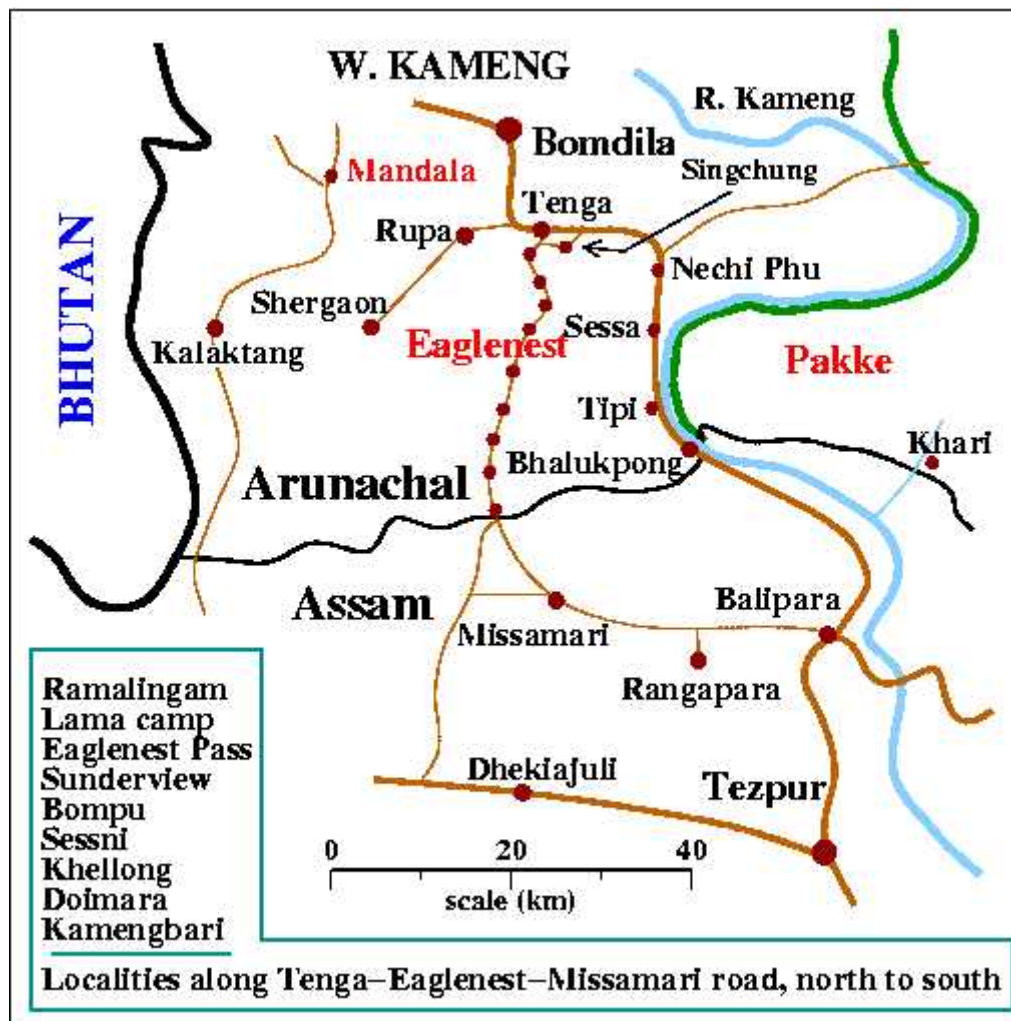 W. KAMENG
R. Kameng
Bomdila
Singchung
Mandala
Tenga
Rupa
BHUTAN
Nechi Phu
Shergaon
Sessa
Eaglenest
Kalaktang
Pakke
Tipi
Khari
Bhalukpong
Arunachal
Assam
Balipara
Missamari
Rangapara
Dhekiajuli
Tezpur
0 20 40
scale (km)
Ramalingam
Lama camp
Eaglenest Pass
Sunderview
Bompu
Sessni
Khellong
Doimara
Kamengbari
Localities along Tenga–Eaglenest–Missamari road, north to south